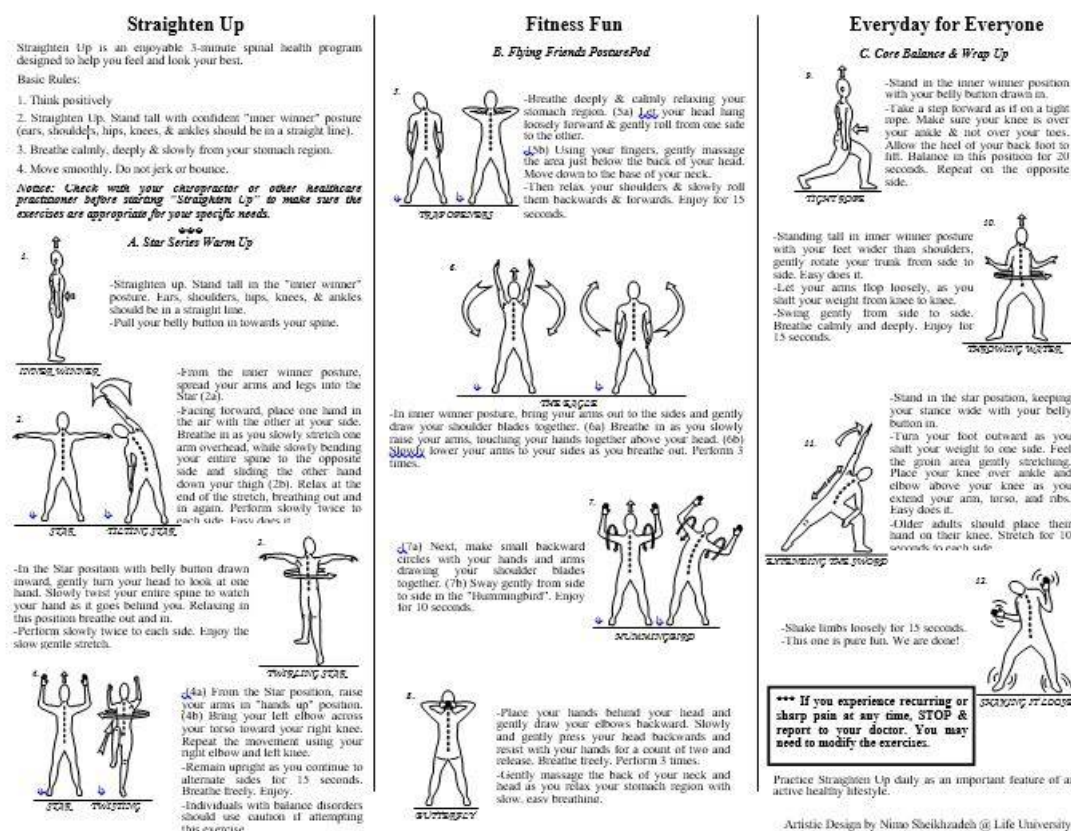 Straighten Up
Straighten Up is an enjoyable 3-minute spinal health program
designed to help you feel and look your best.
Basic Rules:
1. Think positively
2. Straighten Up. Stand tall with confident "inner winner" posture
(ears, shoulders, hips, knees, & ankles should be in a straight line).
3. Breathe calmly, deeply & slowly from your stomach region.
4. Move smoothly. Do not jerk or bounce.
Notice: Check with your chiropractor or other healthcare
practitioner before starting "Straighten Up" to make sure the
exercises are appropriate for your specific needs.
A. Star Series Warm Up
1.
-Straighten up. Stand tall in the "inner winner"
posture. Ears, shoulders, hips, knees, & ankles
should be in a straight line.
-Pull your belly button in towards your spine.
INNER WINNER
2.
-From the inner winner posture,
spread your arms and legs into the
Star (2a).
-Facing forward, place one hand in
the air with the other at your side.
Breathe in as you slowly stretch one
arm overhead, while slowly bending
your entire spine to the opposite
side and sliding the other hand
down your thigh (2b). Relax at the
end of the stretch, breathing out and
in again. Perform slowly twice to
each side. Easy does it
STAR
TILTING STAR
3.
-In the Star position with belly button drawn
inward, gently turn your head to look at one
hand. Slowly twist your entire spine to watch
your hand as it goes behind you. Relaxing in
this position breathe out and in.
-Perform slowly twice to each side. Enjoy the
slow gentle stretch.
TWIRLING STAR
4.
(4a) From the Star position, raise
your arms in "hands up" position.
(4b) Bring your left elbow across
your torso toward your right knee.
Repeat the movement using your
right elbow and left knee.
-Remain upright as you continue to
alternate sides for 15 seconds.
Breathe freely. Enjoy.
-Individuals with balance disorders
should use caution if attempting
this exercise
STAR
TWISTING
Fitness Fun
B. Flying Friends PosturePod
5.
-Breathe deeply & calmly relaxing your
stomach region. (5a) Let your head hang
loosely forward & gently roll from one side
to the other.
(5b) Using your fingers, gently massage
the area just below the back of your head.
Move down to the base of your neck.
-Then relax your shoulders & slowly roll
them backwards & forwards. Enjoy for 15
seconds.
TRAP OPENERS
6.
THE EAGLE
-In inner winner posture, bring your arms out to the sides and gently
draw your shoulder blades together. (6a) Breathe in as you slowly
raise your arms, touching your hands together above your head. (6b)
Slowly lower your arms to your sides as you breathe out. Perform 3
times.
7.
(7a) Next, make small backward
circles with your hands and arms
drawing your shoulder blades
together. (7b) Sway gently from side
to side in the "Hummingbird". Enjoy
for 10 seconds.
HUMMINGBIRD
8.
-Place your hands behind your head and
gently draw your elbows backward. Slowly
and gently press your head backwards and
resist with your hands for a count of two and
release. Breathe freely. Perform 3 times.
-Gently massage the back of your neck and
head as you relax your stomach region with
slow, easy breathing.
BUTTERFLY
Everyday for Everyone
C. Core Balance & Wrap Up
9.
-Stand in the inner winner position
with your belly button drawn in.
-Take a step forward as if on a tight
rope. Make sure your knee is over
your ankle & not over your toes.
Allow the heel of your back foot to
lift. Balance in this position for 20
seconds. Repeat on the opposite
side.
TIGHT ROPE
10.
-Standing tall in inner winner posture
with your feet wider than shoulders,
gently rotate your trunk from side to
side. Easy does it.
-Let your arms flop loosely, as you
shift your weight from knee to knee.
-Swing gently from side to side.
Breathe calmly and deeply. Enjoy for
15 seconds.
THROWING WATER
11.
-Stand in the star position, keeping
your stance wide with your belly
button in.
-Turn your foot outward as you
shift your weight to one side. Feel
the groin area gently stretching.
Place your knee over ankle and
elbow above your knee as you
extend your arm, torso, and ribs.
Easy does it.
-Older adults should place their
hand on their knee. Stretch for 10
seconds to each side
EXTENDING THE SWORD
12.
-Shake limbs loosely for 15 seconds.
-This one is pure fun. We are done!
SHAKING IT LOOSE
*** If you experience recurring or
sharp pain at any time, STOP &
report to your doctor. You may
need to modify the exercises.
Practice Straighten Up daily as an important feature of an
active healthy lifestyle.
Artistic Design by Nimo Sheikhzadeh @ Life University